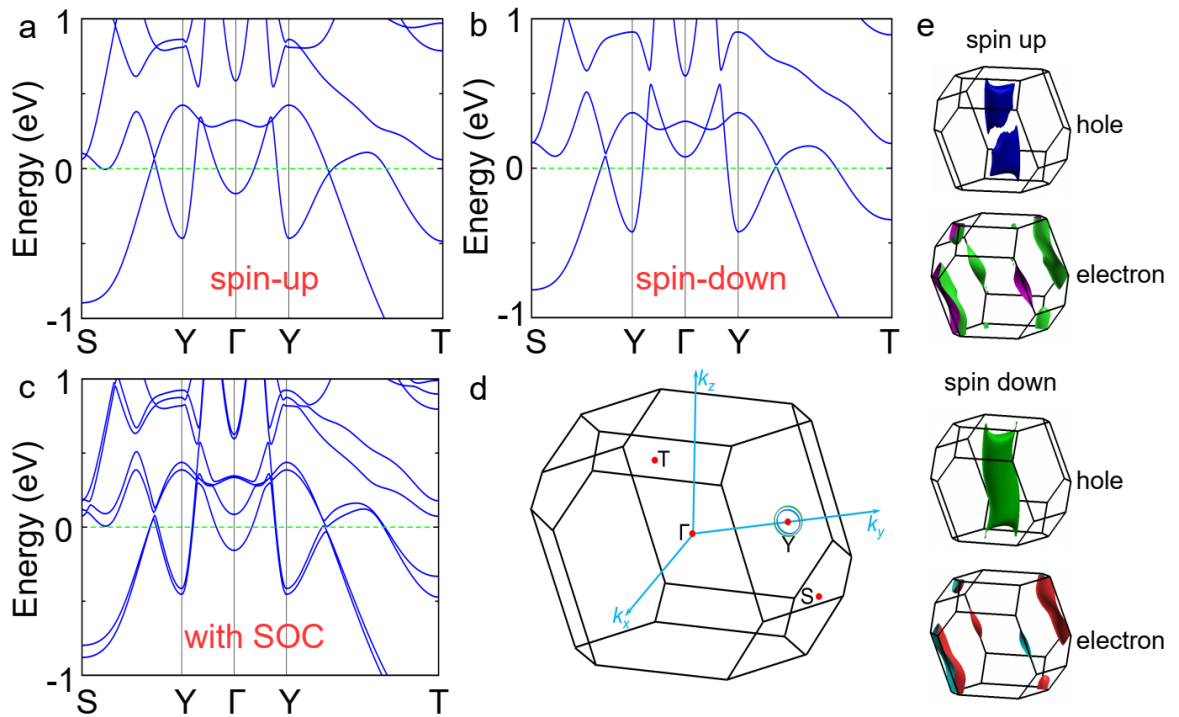 a
1
0
-1
Energy (eV)
spin-up
S Y Γ Y T
b
1
0
-1
Energy (eV)
spin-down
S Y Γ Y T
c
1
0
-1
Energy (eV)
with SOC
S Y Γ Y T
d
kz
T
Γ
ky
Y
S
kx
e
spin up
hole
electron
spin down
hole
electron